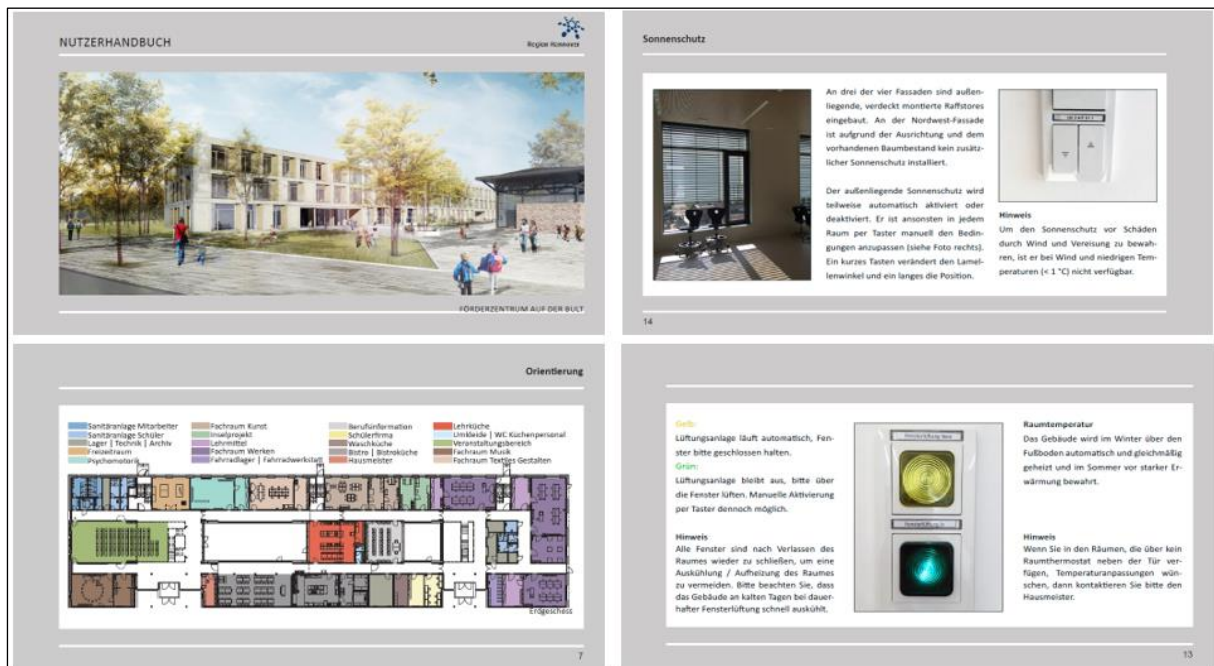 NUTZERHANDBUCH
Region Hannover
FÖRDERZENTRUM AUF DER BULT
Sonnenschutz
An drei der vier Fassaden sind außen-
liegende, verdeckt montierte Raffstores
eingebaut. An der Nordwest-Fassade
ist aufgrund der Ausrichtung und dem
vorhandenen Baumbestand kein zusätz-
licher Sonnenschutz installiert.
Der außenliegende Sonnenschutz wird
teilweise automatisch aktiviert oder
deaktiviert. Er ist ansonsten in jedem
Raum per Taster manuell den Bedin-
gungen anzupassen (siehe Foto rechts).
Ein kurzes Tasten verändert den Lamel-
lenwinkel und ein langes die Position.
Hinweis
Um den Sonnenschutz vor Schäden
durch Wind und Vereisung zu bewah-
ren, ist er bei Wind und niedrigen Tem-
peraturen (< 1 °C) nicht verfügbar.
14
Orientierung
Sanitäranlage Mitarbeiter
Sanitäranlage Schüler
Lager | Technik | Archiv
Freizeitraum
Psychomotorik
Fachraum Kunst
Inselprojekt
Lehrmittel
Fachraum Werken
Fahrradlager | Fahrradwerkstatt
Berufsinformation
Schülerfirma
Waschküche
Bistro | Bistroküche
Hausmeister
Lehrküche
Umkleide | WC Küchenpersonal
Veranstaltungsbereich
Fachraum Musik
Fachraum Textiles Gestalten
Erdgeschoss
7
Gelb:
Lüftungsanlage läuft automatisch, Fen-
ster bitte geschlossen halten.
Grün:
Lüftungsanlage bleibt aus, bitte über
die Fenster lüften. Manuelle Aktivierung
per Taster dennoch möglich.
Hinweis
Alle Fenster sind nach Verlassen des
Raumes wieder zu schließen, um eine
Auskühlung / Aufheizung des Raumes
zu vermeiden. Bitte beachten Sie, dass
das Gebäude an kalten Tagen bei dauer-
hafter Fensterlüftung schnell auskühlt.
Raumtemperatur
Das Gebäude wird im Winter über den
Fußboden automatisch und gleichmäßig
geheizt und im Sommer vor starker Er-
wärmung bewahrt.
Hinweis
Wenn Sie in den Räumen, die über kein
Raumthermostat neben der Tür ver-
fügen, Temperaturanpassungen wün-
schen, dann kontaktieren Sie bitte den
Hausmeister.
13